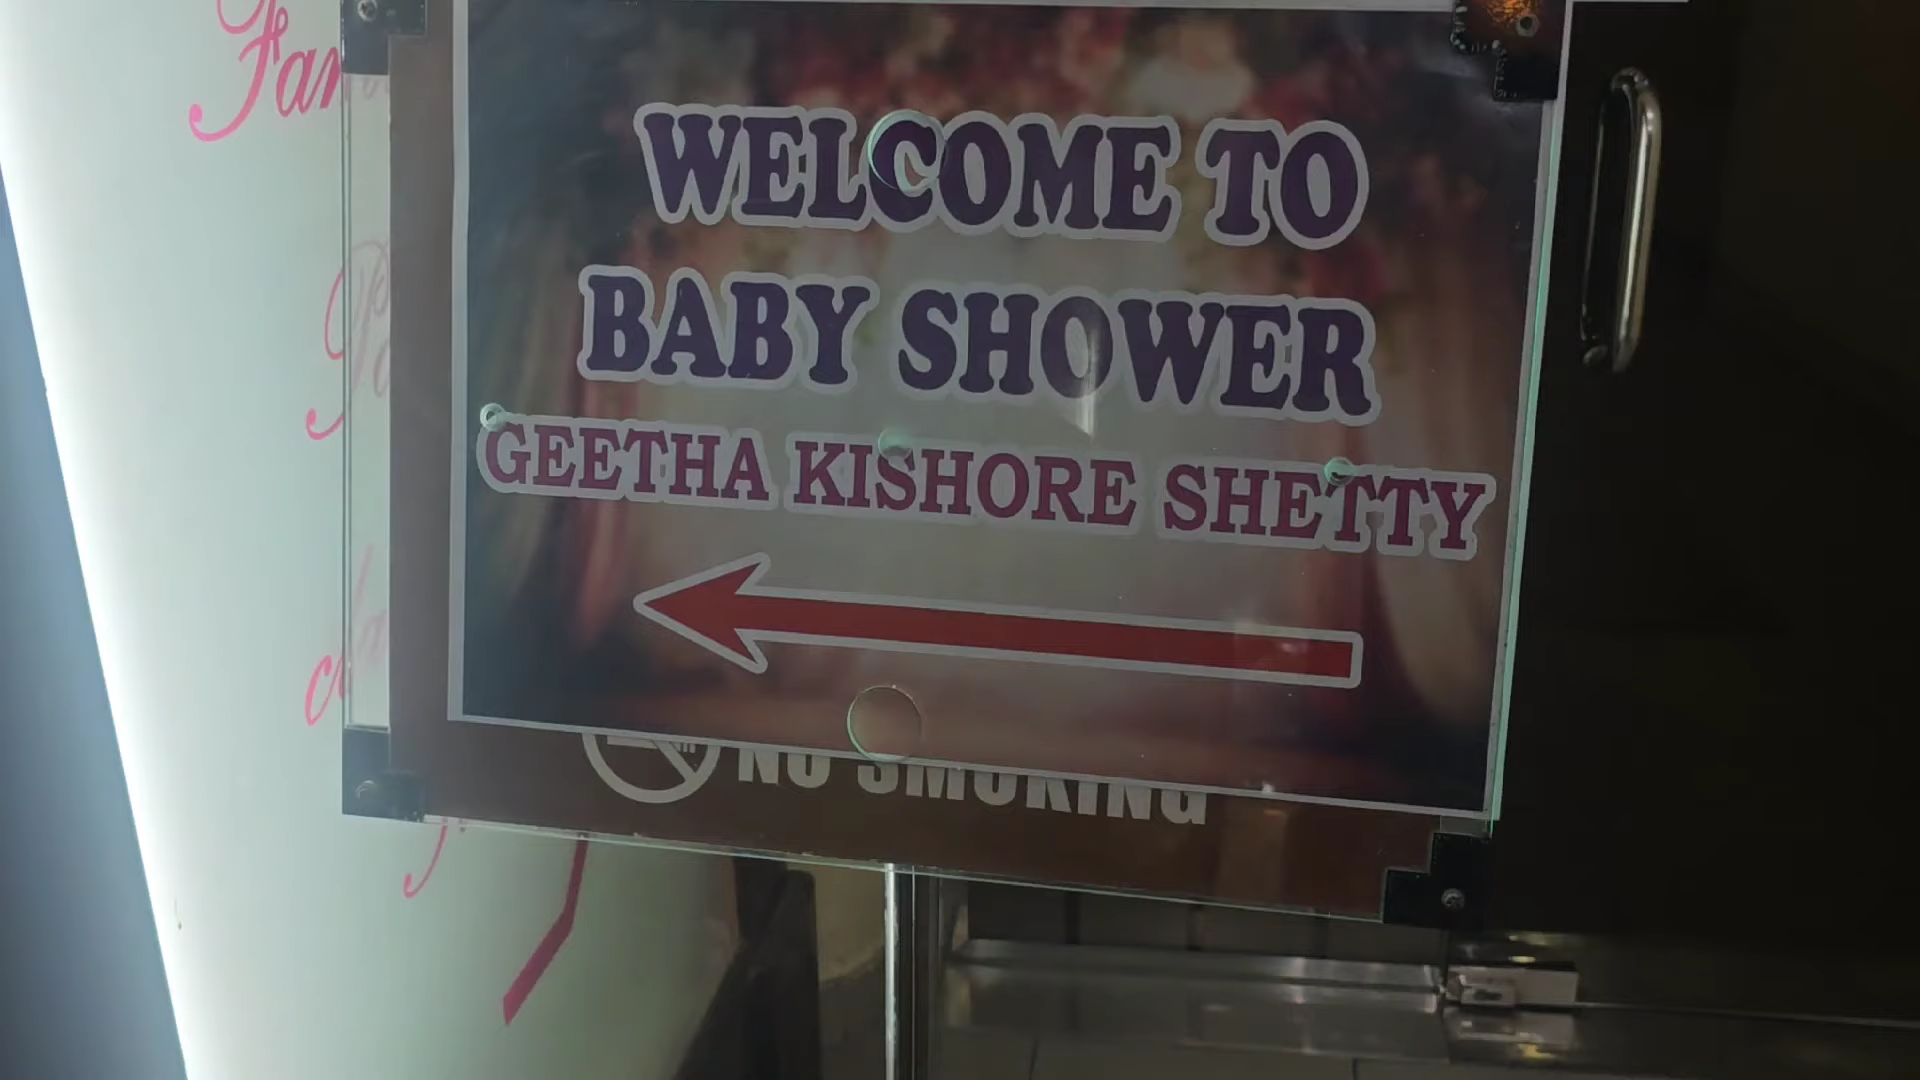 WELCOME TO
BABY SHOWER
GEETHA KISHORE SHETTY
NO SMOKING